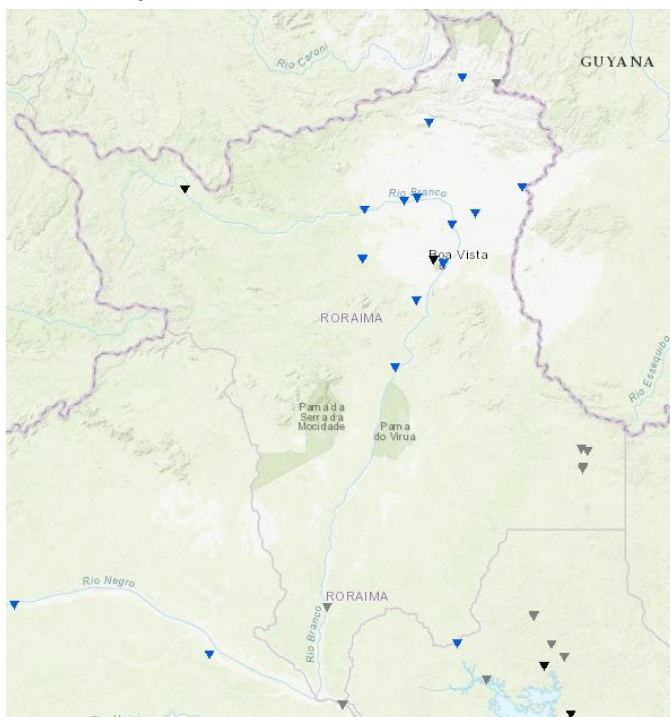 Rio Caroni
GUYANA
Rio Branco
Boa Vista
RORAIMA
Rio Essequibo
Parna da
Serra da
Mocidade
Parna
do Virua
Rio Negro
RORAIMA
Rio Branco